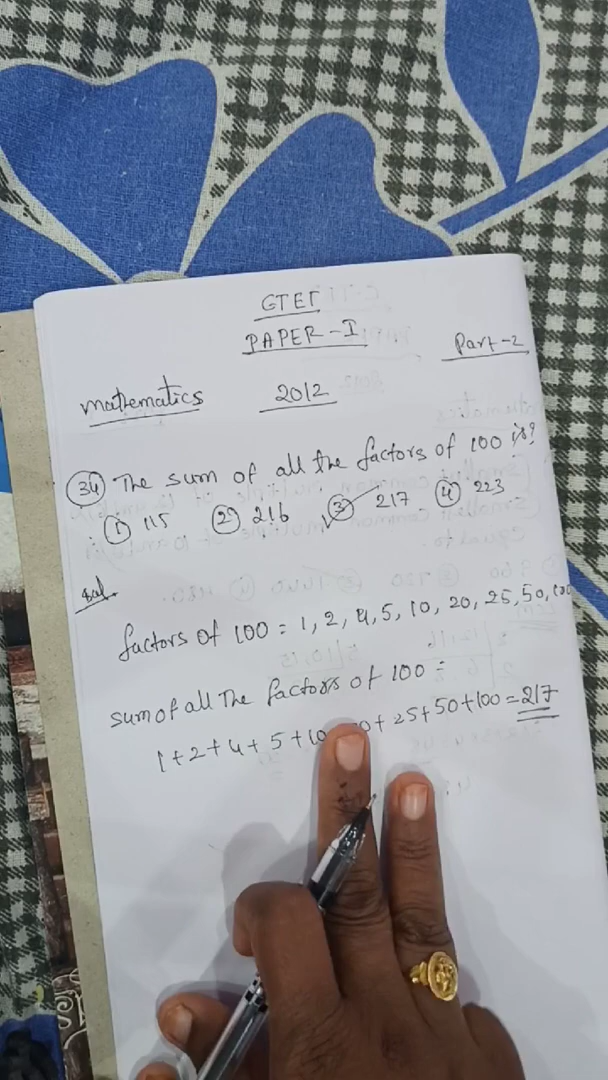 CTET
PAPER-I
Part-2
mathematics 2012
34 The sum of all the factors of 100 is?
1 115 2 216 3 217 4 223
Sol
factors of 100 = 1, 2, 4, 5, 10, 20, 25, 50, 100
sum of all The factors of 100 =
1+2+4+5+10 0+25+50+100=217